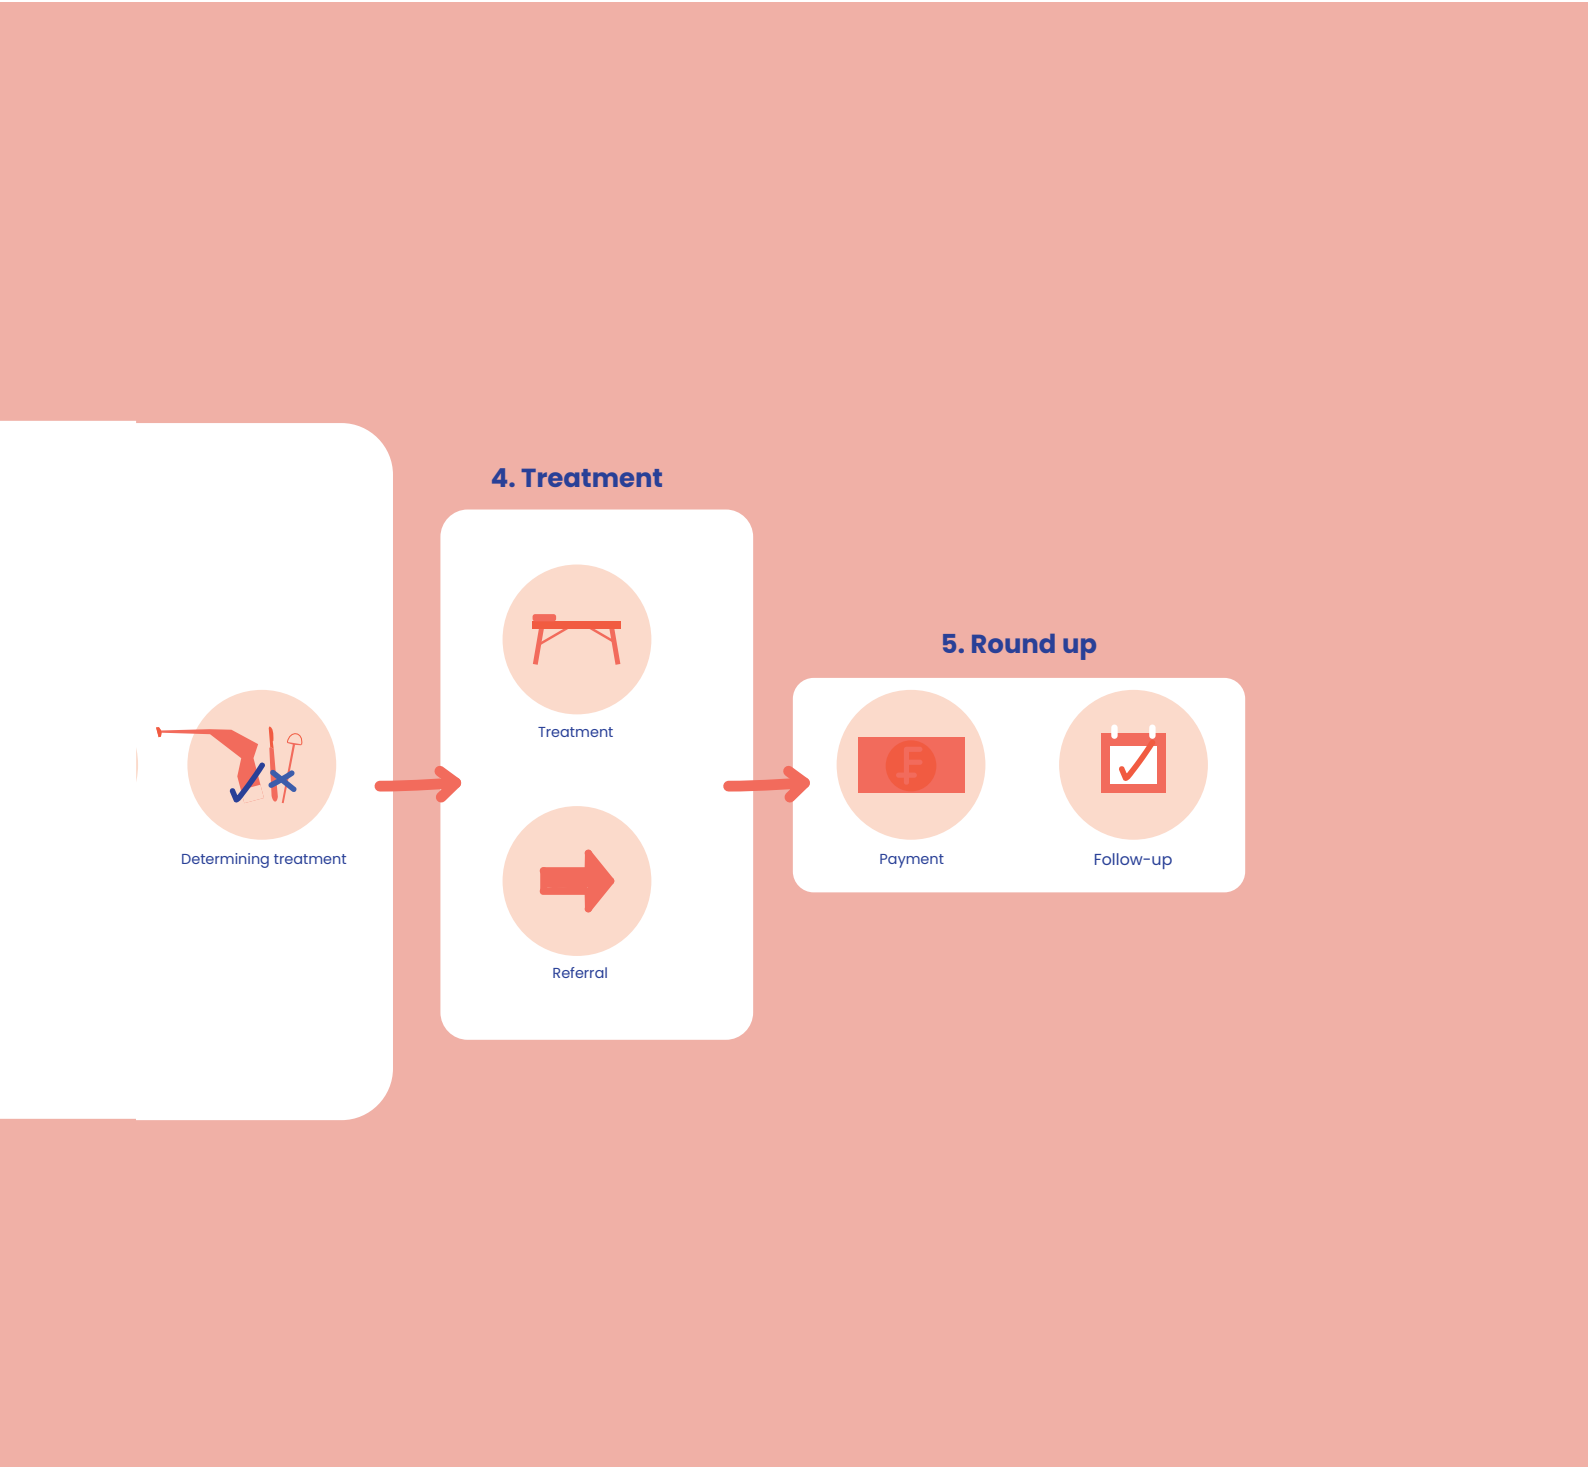 4. Treatment
5. Round up
Treatment
Determining treatment
Payment
Follow-up
Referral